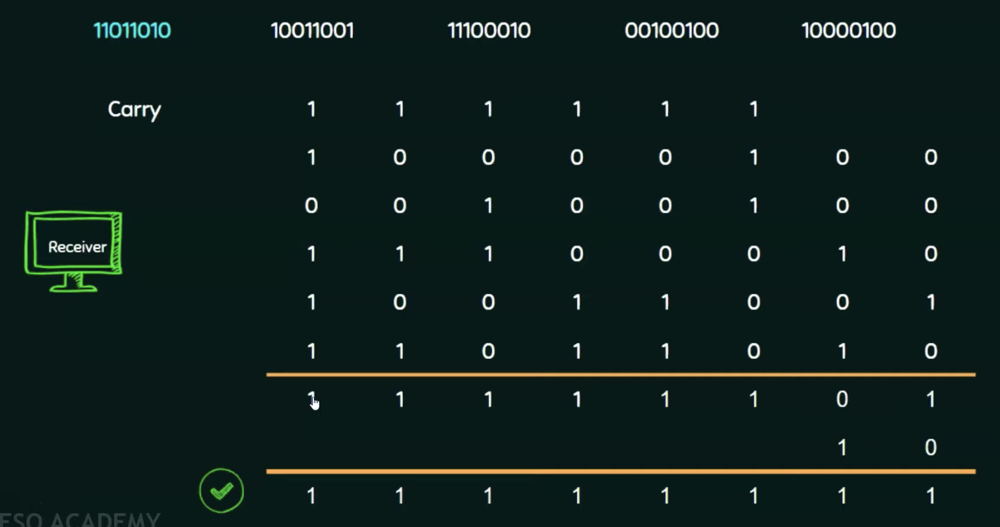 11011010 10011001 11100010 00100100 10000100
Carry 1 1 1 1 1 1
1 0 0 0 0 1 0 0
0 0 1 0 0 1 0 0
Receiver
1 1 1 0 0 0 1 0
1 0 0 1 1 0 0 1
1 1 0 1 1 0 1 0
1 1 1 1 1 1 0 1
1 0
1 1 1 1 1 1 1 1
ESO ACADEMY